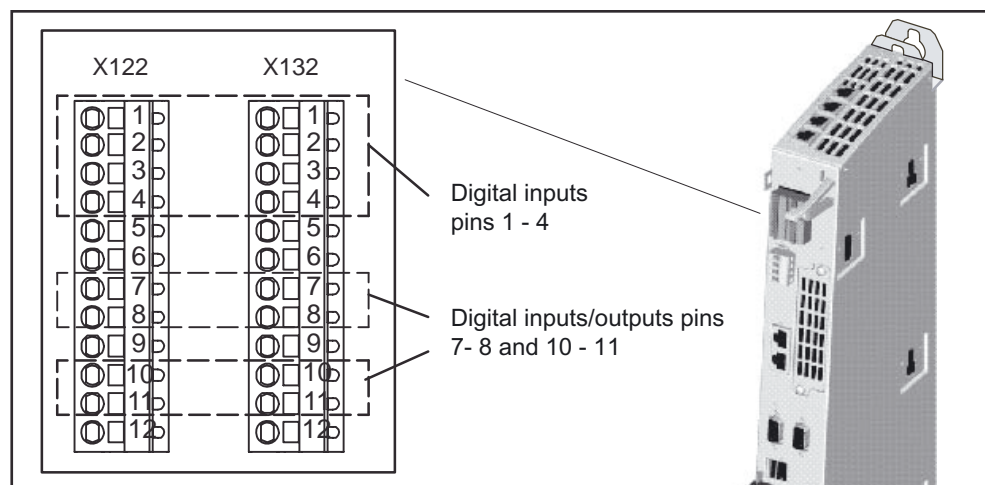 X122 X132
1 1
2 2
3 3
4 4
5 5
6 6
7 7
8 8
9 9
10 10
11 11
12 12
Digital inputs
pins 1 - 4
Digital inputs/outputs pins
7- 8 and 10 - 11